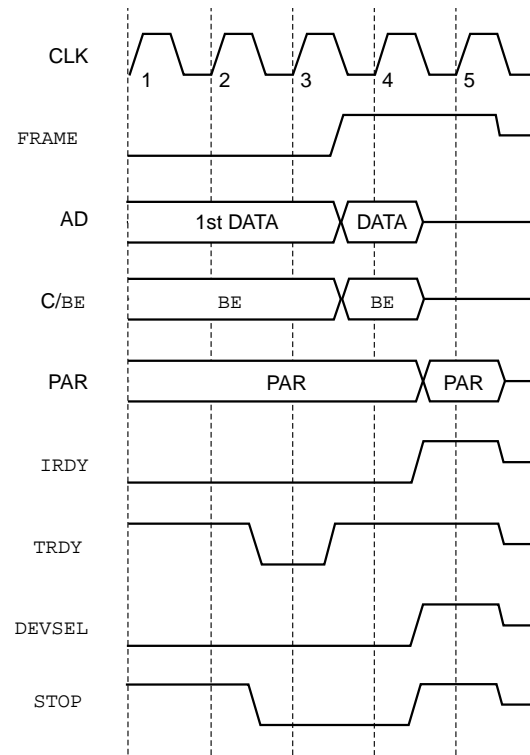 CLK
1 2 3 4 5
FRAME
AD 1st DATA DATA
C/BE BE BE
PAR PAR PAR
IRDY
TRDY
DEVSEL
STOP